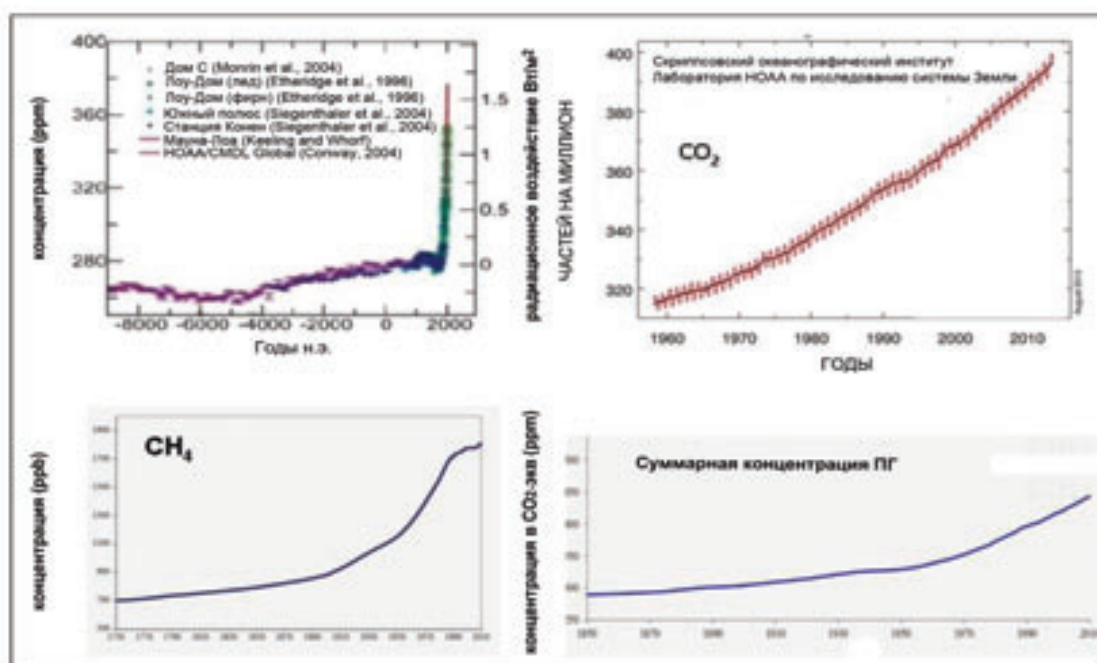 концентрация (ppm)
400
360
320
280
Дом С (Monrin et al., 2004)
Лоу-Дом (лед) (Etheridge et al., 1996)
Лоу-Дом (фирн) (Etheridge et al., 1996)
Южный полюс (Siegenthaler et al., 2004)
Станция Конен (Siegenthaler et al., 2004)
Мауна-Лоа (Keeling and Whorf)
НОАА/CMDL Global (Conway, 2004)
1.5
1
0.5
0
радиационное воздействие Вт/м²
-8000 -6000 -4000 -2000 0 2000
Годы н.э.
ЧАСТЕЙ НА МИЛЛИОН
400
380
360
340
320
Скриппсовский океанографический институт
Лаборатория НОАА по исследованию системы Земли
CO₂
1960 1970 1980 1990 2000 2010
ГОДЫ
концентрация (ppb)
CH₄
концентрация в CO₂-экв (ppm)
Суммарная концентрация ПГ